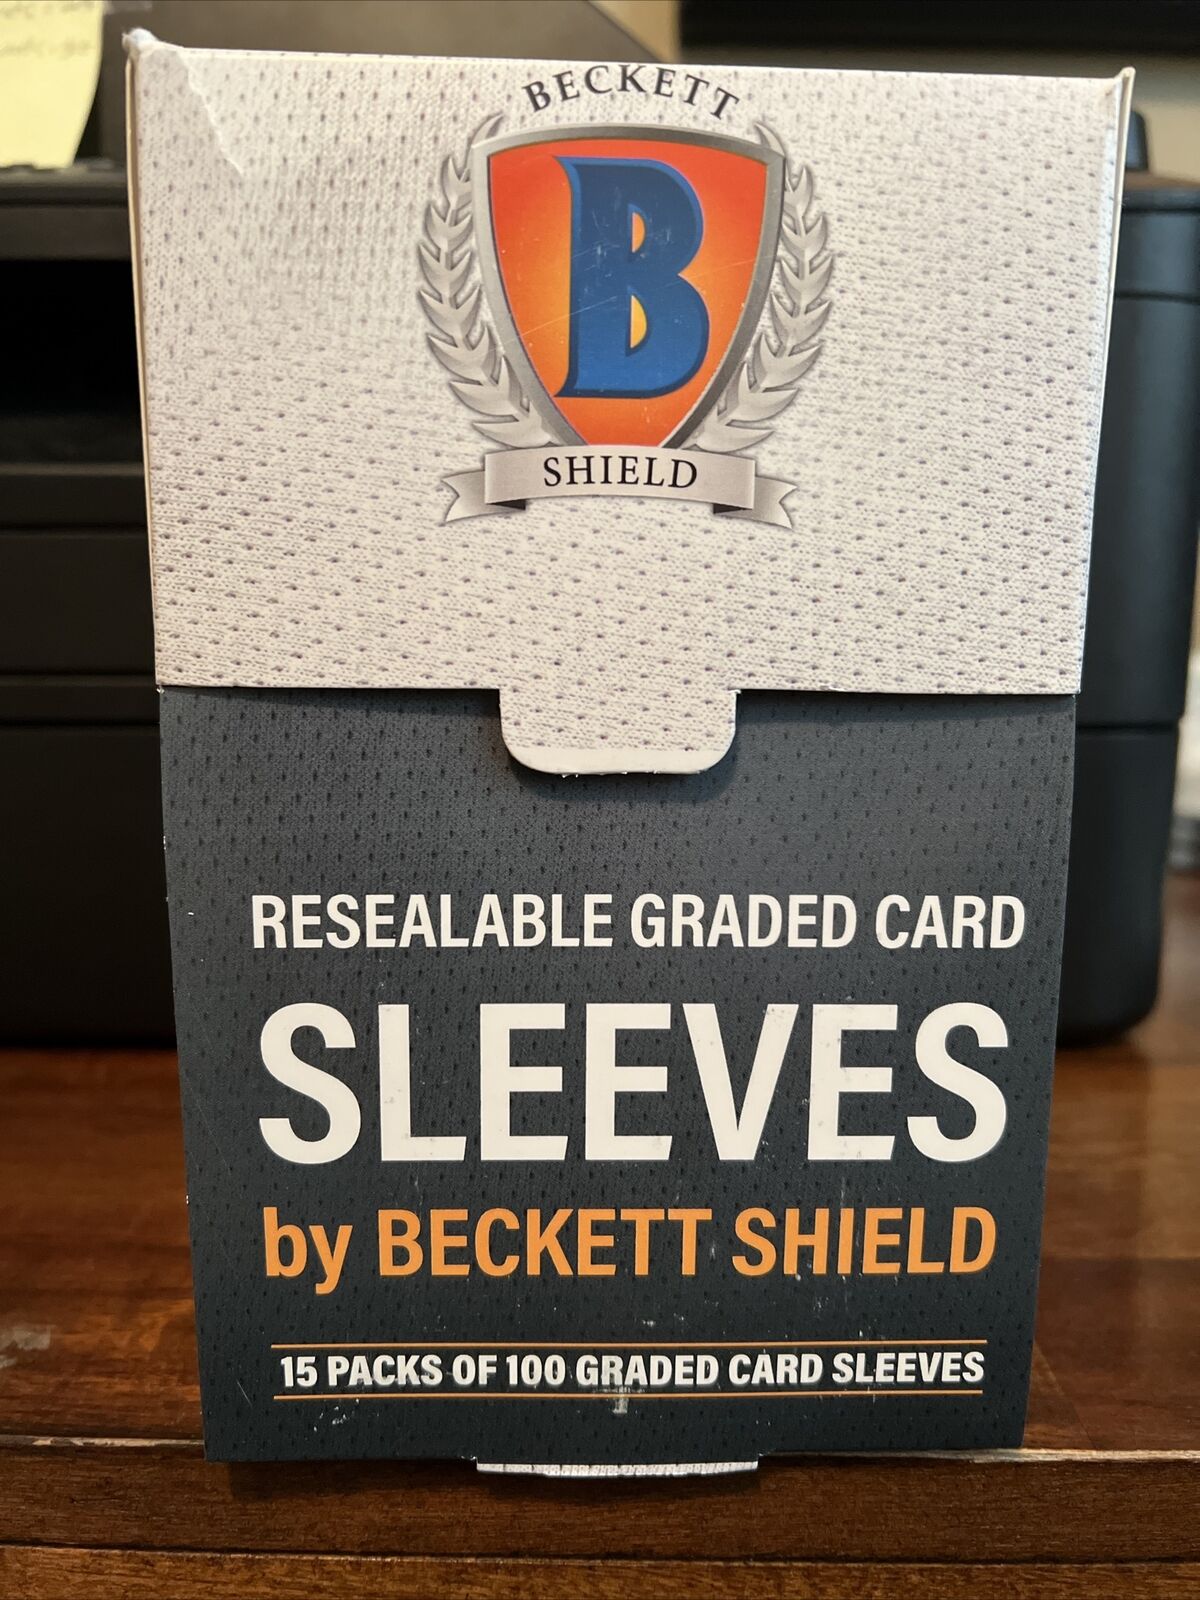 BECKETT
B
SHIELD
RESEALABLE GRADED CARD
SLEEVES
by BECKETT SHIELD
15 PACKS OF 100 GRADED CARD SLEEVES